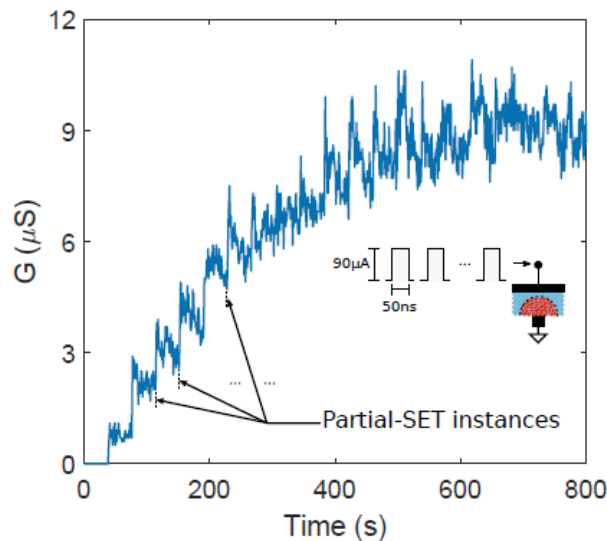 12
9
6
3
0
G (μS)
90μA
...
50ns
... ...
Partial-SET instances
0 200 400 600 800
Time (s)